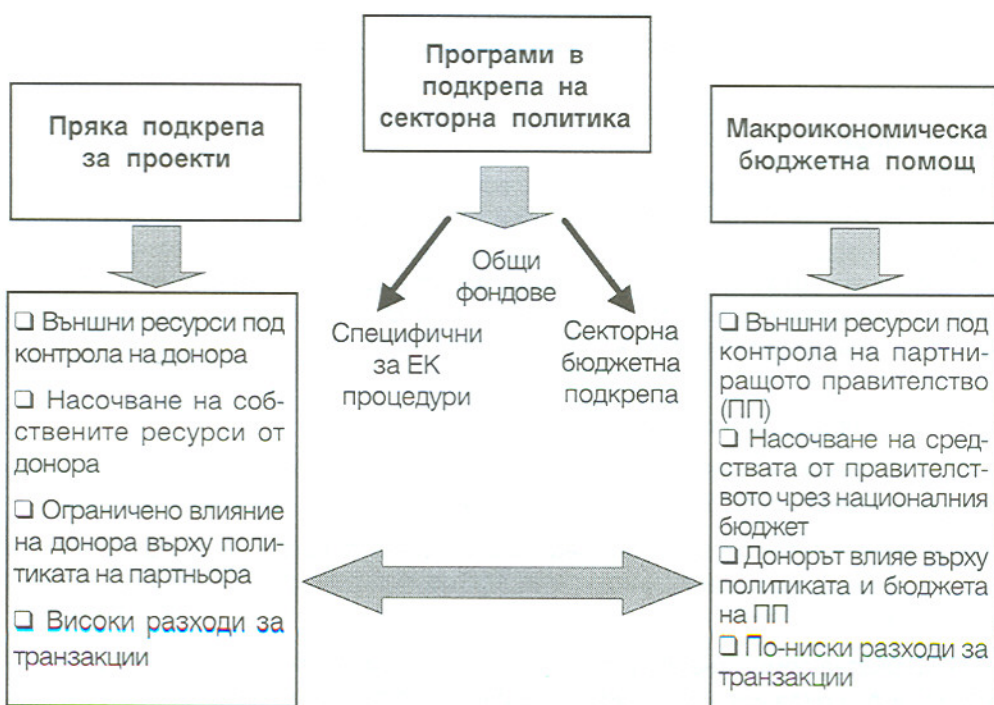 Програми в
подкрепа на
секторна политика
Пряка подкрепа
за проекти
Макроикономическа
бюджетна помощ
Общи
фондове
Специфични
за ЕК
процедури
Секторна
бюджетна
подкрепа
❑ Външни ресурси под
контрола на донора
❑ Насочване на соб-
ствените ресурси от
донора
❑ Ограничено влияние
на донора върху поли-
тиката на партньора
❑ Високи разходи за
транзакции
❑ Външни ресурси под
контрола на партни-
ращото правителство
(ПП)
❑ Насочване на сред-
ствата от правителст-
вото чрез националния
бюджет
❑ Донорът влияе върху
политиката и бюджета
на ПП
❑ По-ниски разходи за
транзакции